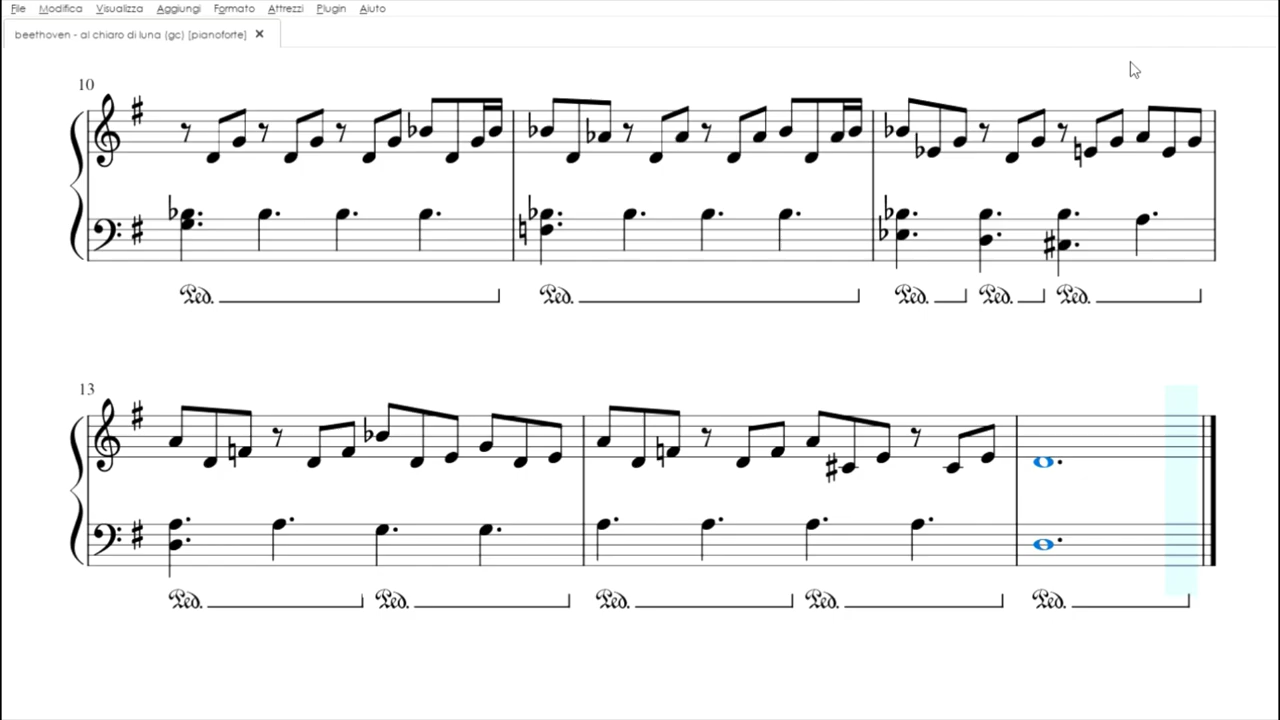 File Modifica Visualizza Aggiungi Formato Attrezzi Plugin Aiuto
beethoven - al chiaro di luna (gc) [pianoforte] ✕
10
Ped. Ped. Ped. Ped. Ped.
13
Ped. Ped. Ped. Ped. Ped.